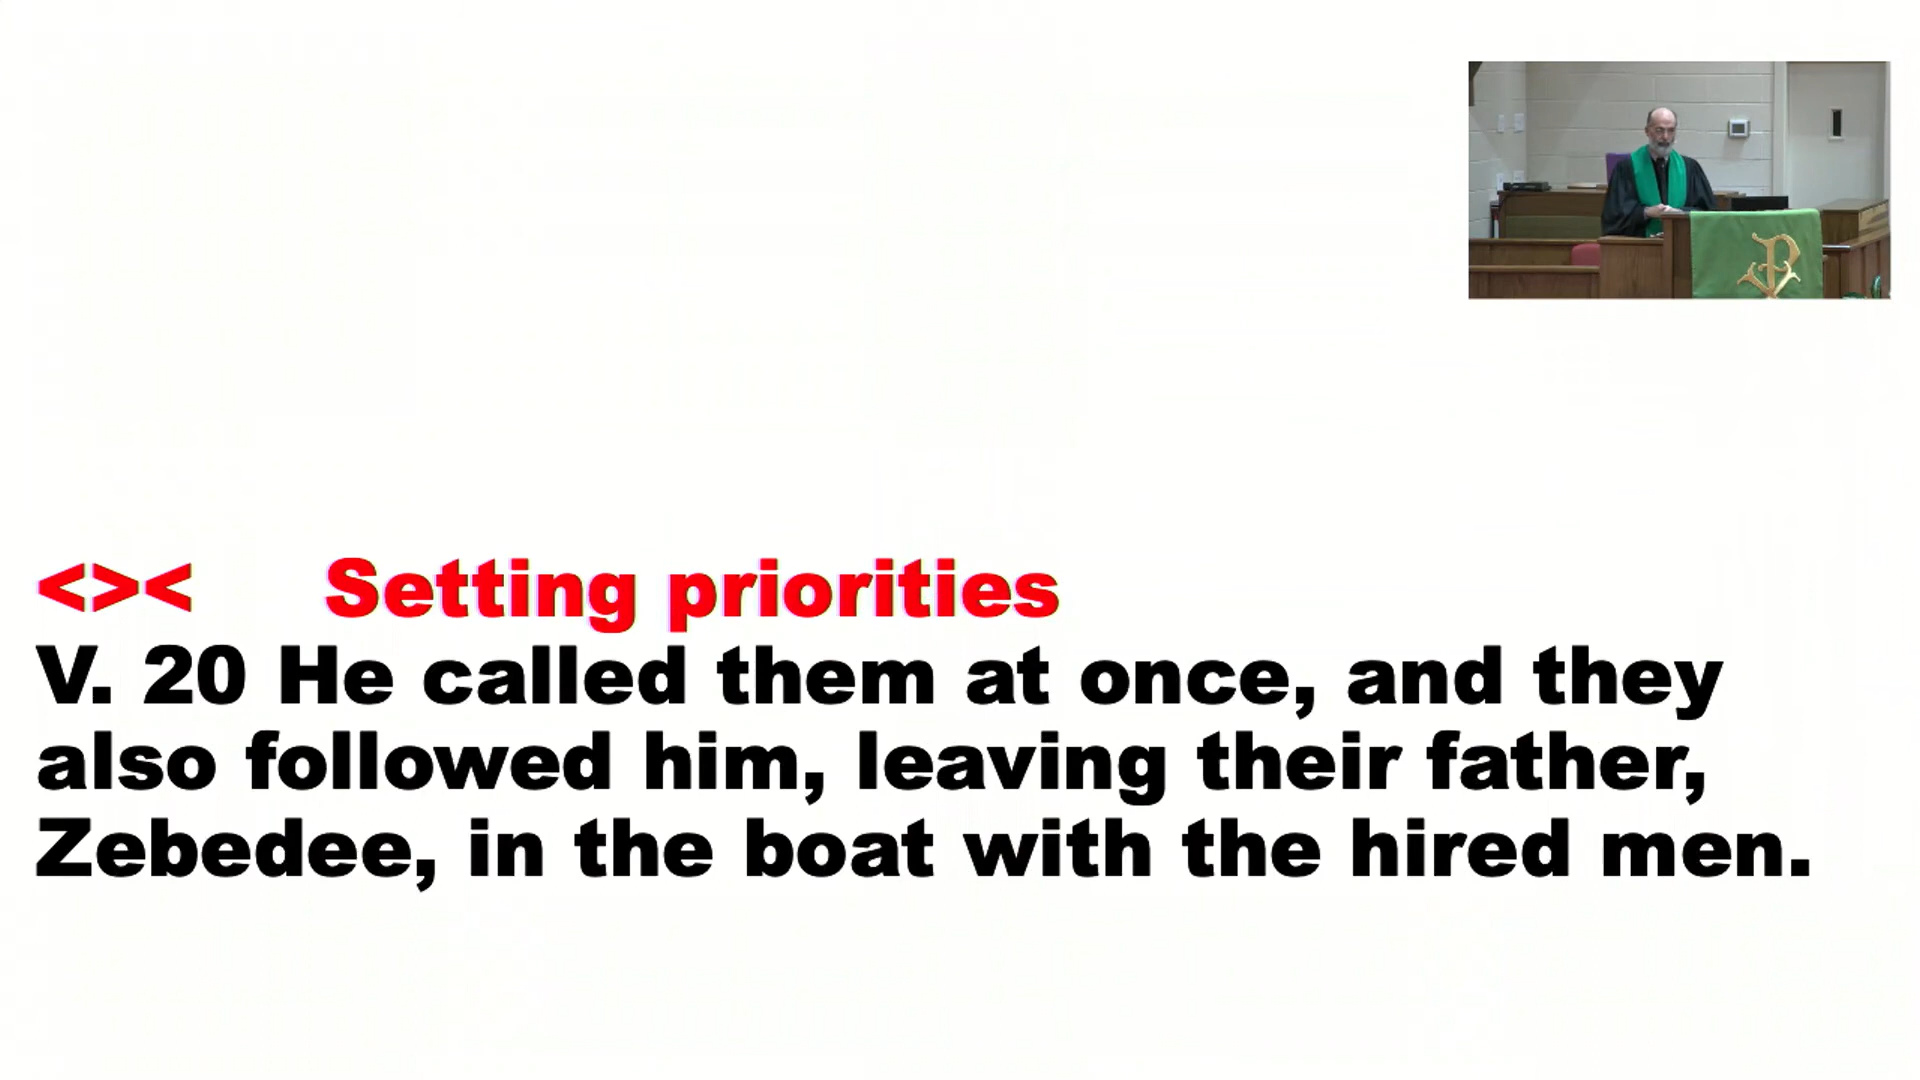 <>< Setting priorities
V. 20 He called them at once, and they
also followed him, leaving their father,
Zebedee, in the boat with the hired men.